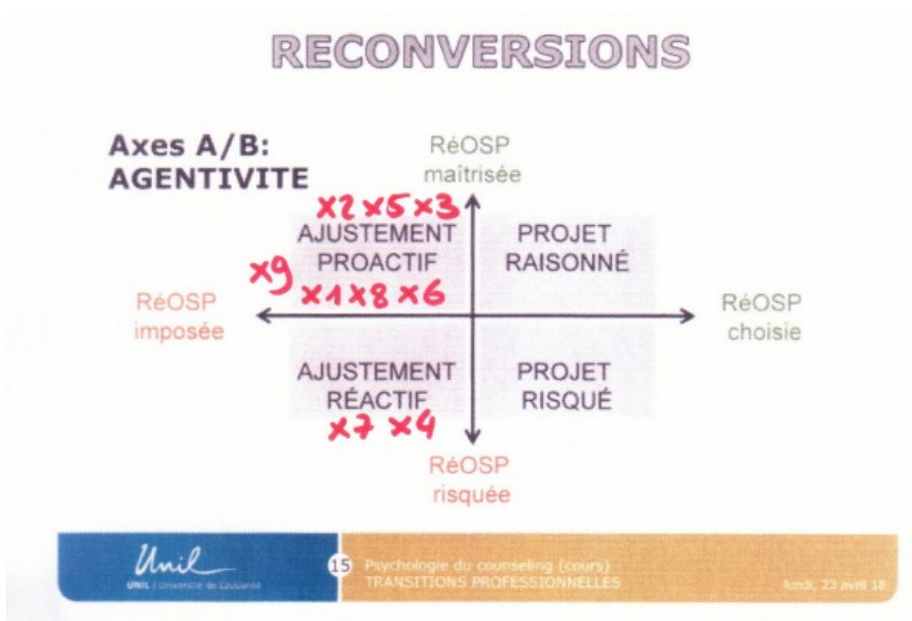 RECONVERSIONS
Axes A/B:
AGENTIVITE
RéOSP
maîtrisée
x2 x5 x3
AJUSTEMENT
PROACTIF
x9
x1 x8 x6
PROJET
RAISONNÉ
RéOSP
imposée
RéOSP
choisie
AJUSTEMENT
RÉACTIF
x7 x4
PROJET
RISQUÉ
RéOSP
risquée
Unil
UNIL | Université de Lausanne
15
Psychologie du counseling (cours)
TRANSITIONS PROFESSIONNELLES
lundi, 23 avril 18